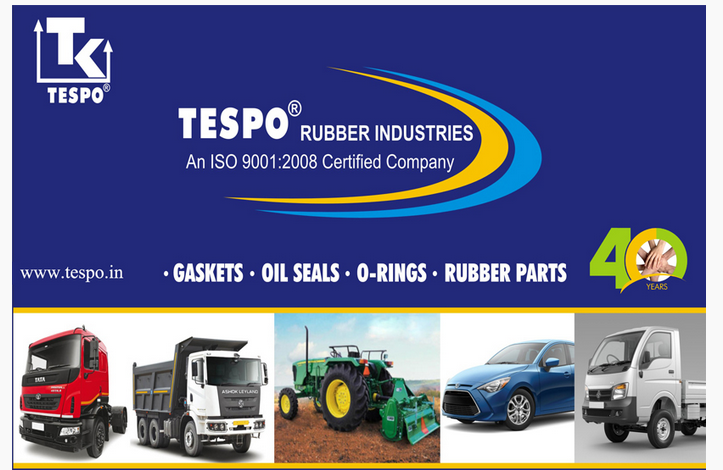 TK
TESPO®
TESPO® RUBBER INDUSTRIES
An ISO 9001:2008 Certified Company
www.tespo.in
· GASKETS · OIL SEALS · O-RINGS · RUBBER PARTS
40
YEARS
TATA
ASHOK LEYLAND